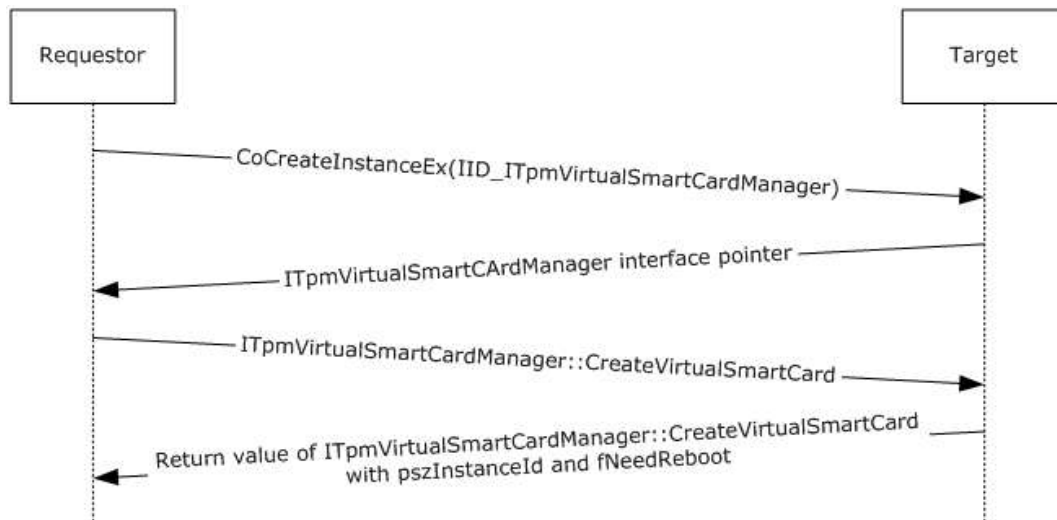 Requestor
Target
CoCreateInstanceEx(IID_ITpmVirtualSmartCardManager)
ITpmVirtualSmartCArdManager interface pointer
ITpmVirtualSmartCardManager::CreateVirtualSmartCard
Return value of ITpmVirtualSmartCardManager::CreateVirtualSmartCard
with pszInstanceId and fNeedReboot